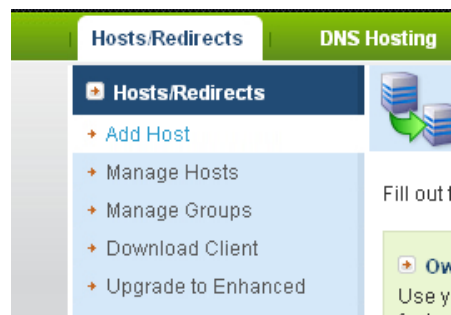 Hosts/Redirects
DNS Hosting
Hosts/Redirects
Add Host
Manage Hosts
Manage Groups
Download Client
Upgrade to Enhanced
Fill out
Use